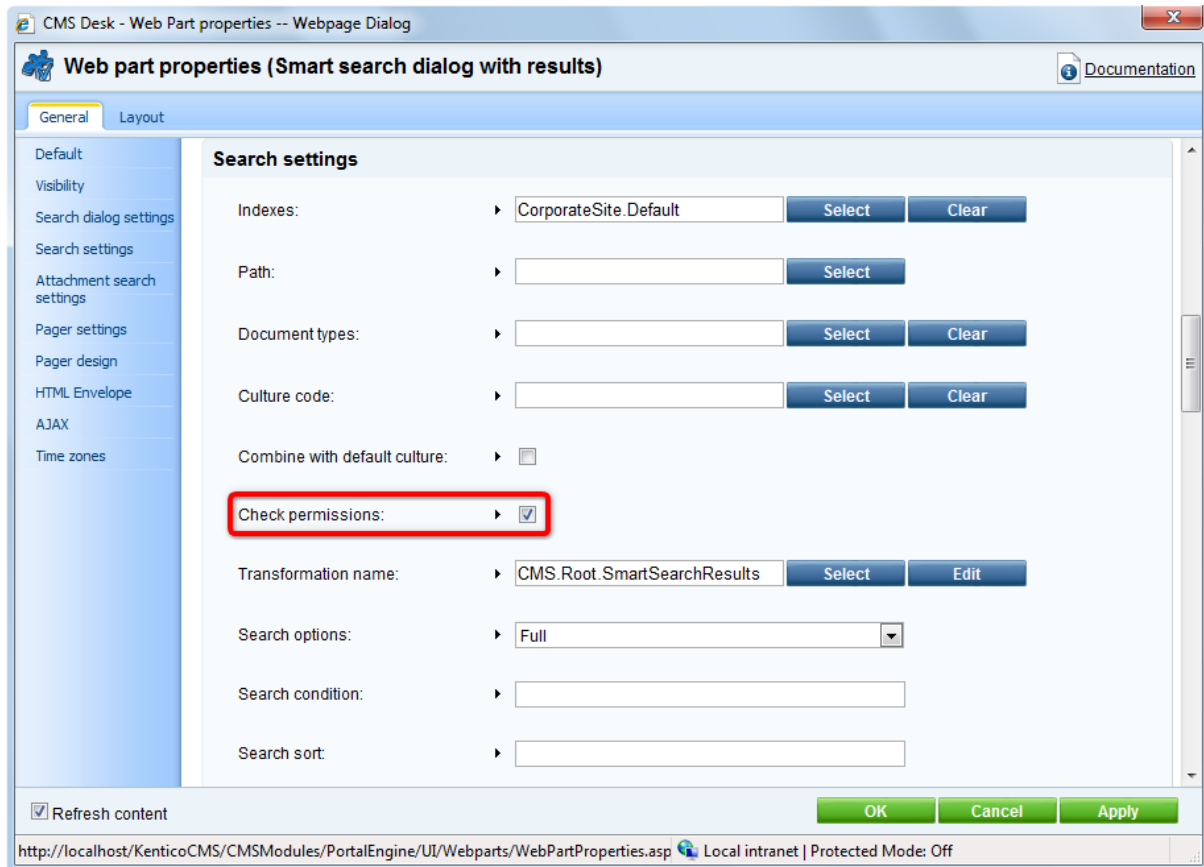 CMS Desk - Web Part properties -- Webpage Dialog
Web part properties (Smart search dialog with results)
Documentation
General Layout
Default
Visibility
Search dialog settings
Search settings
Attachment search
settings
Pager settings
Pager design
HTML Envelope
AJAX
Time zones
Search settings
Indexes: CorporateSite.Default Select Clear
Path: Select
Document types: Select Clear
Culture code: Select Clear
Combine with default culture:
Check permissions:
Transformation name: CMS.Root.SmartSearchResults Select Edit
Search options: Full
Search condition:
Search sort:
Refresh content OK Cancel Apply
http://localhost/KenticoCMS/CMSModules/PortalEngine/UI/Webparts/WebPartProperties.asp Local intranet | Protected Mode: Off